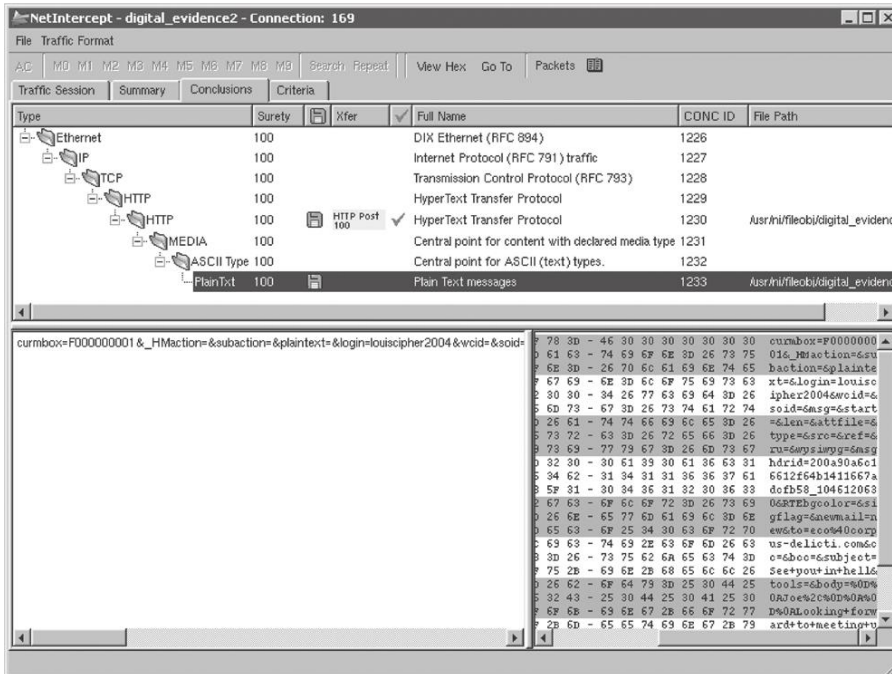 NetIntercept - digital_evidence2 - Connection: 169
File Traffic Format
AC M0 M1 M2 M3 M4 M5 M6 M7 M8 M9 Search Repeat View Hex Go To Packets
Traffic Session Summary Conclusions Criteria
Type Surety Xfer Full Name CONC ID File Path
Ethernet 100 DIX Ethernet (RFC 894) 1226
IP 100 Internet Protocol (RFC 791) traffic 1227
TCP 100 Transmission Control Protocol (RFC 793) 1228
HTTP 100 HyperText Transfer Protocol 1229
HTTP 100 HTTP Post 100 HyperText Transfer Protocol 1230 /usr/ni/fileobj/digital_evidenc
MEDIA 100 Central point for content with declared media type 1231
ASCII Type 100 Central point for ASCII (text) types. 1232
PlainTxt 100 Plain Text messages 1233 /usr/ni/fileobj/digital_evidenc
curmbox=F000000001&_HMaction=&subaction=&plaintext=&login=louiscipher2004&wcid=&soid=
78 3D - 46 30 30 30 30 30 30 30 curmbox=F0000000
61 63 - 74 69 6F 6E 3D 26 73 75 01&_HMaction=&su
6E 3D - 26 70 6C 61 69 6E 74 65 baction=&plainte
67 69 - 6E 3D 6C 6F 75 69 73 63 xt=&login=louisc
30 30 - 34 26 77 63 69 64 3D 26 ipher2004&wcid=&
6D 73 - 67 3D 26 73 74 61 72 74 soid=&msg=&start
26 61 - 74 74 66 69 6C 65 3D 26 =&len=&attfile=&
73 72 - 63 3D 26 72 65 66 3D 26 type=&src=&ref=&
73 69 - 77 79 67 3D 26 6D 73 67 ru=&wysiwyg=&msg
32 30 - 30 61 39 30 61 36 63 31 hdrid=200a90a6c1
34 62 - 31 34 31 31 36 36 37 61 6612f64b1411667a
5F 31 - 30 34 36 31 32 30 36 33 dcfb58_104612063
67 63 - 6F 6C 6F 72 3D 26 73 69 0&RTEbgcolor=&si
26 6E - 65 77 6D 61 69 6C 3D 6E gflag=&newmail=n
65 63 - 6F 25 34 30 63 6F 72 70 ew&to=eco%40corp
69 63 - 74 69 2E 63 6F 6D 26 63 us-delicti.com&c
3D 26 - 73 75 62 6A 65 63 74 3D c=&bcc=&subject=
75 2B - 69 6E 2B 68 65 6C 6C 26 See+you+in+hell&
26 62 - 6F 64 79 3D 25 30 44 25 tools=&body=%0D%
32 43 - 25 30 44 25 30 41 25 30 0AJoe%2C%0D%0A%0
6F 6B - 69 6E 67 2B 66 6F 72 77 D%0ALooking+forw
2B 6D - 65 65 74 69 6E 67 2B 79 ard+to+meeting+y